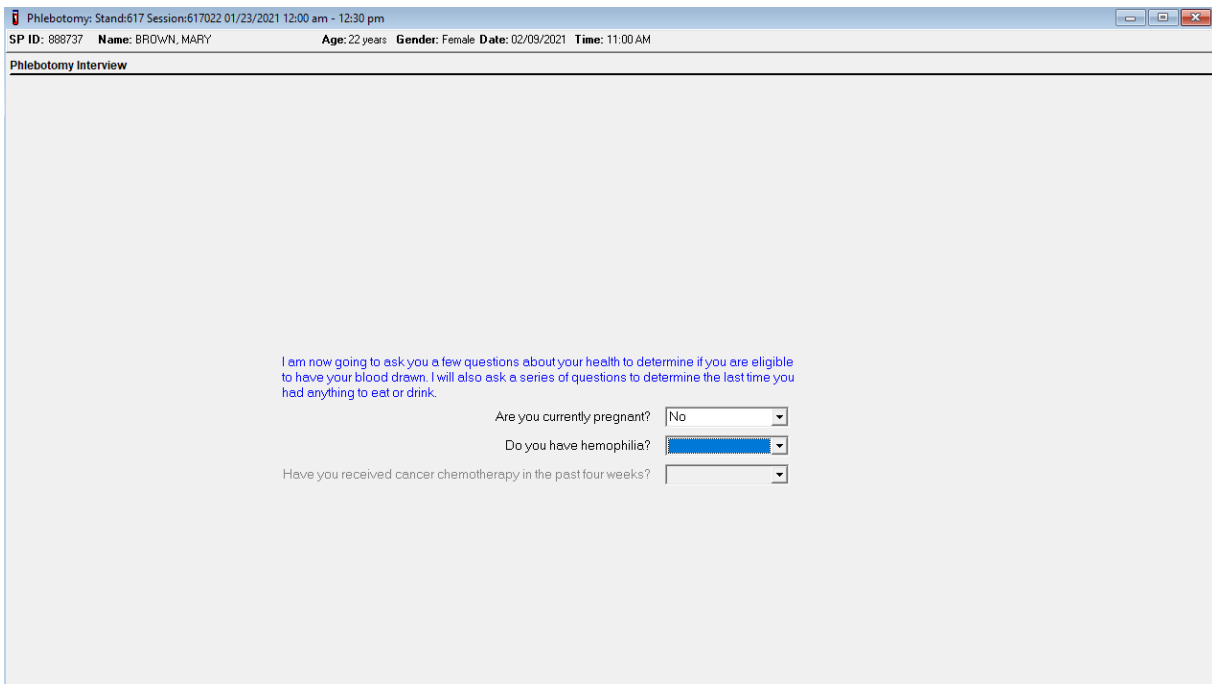 Phlebotomy: Stand:617 Session:617022 01/23/2021 12:00 am - 12:30 pm
SP ID: 888737 Name: BROWN, MARY Age: 22 years Gender: Female Date: 02/09/2021 Time: 11:00 AM
Phlebotomy Interview
I am now going to ask you a few questions about your health to determine if you are eligible
to have your blood drawn. I will also ask a series of questions to determine the last time you
had anything to eat or drink.
Are you currently pregnant? No
Do you have hemophilia?
Have you received cancer chemotherapy in the past four weeks?